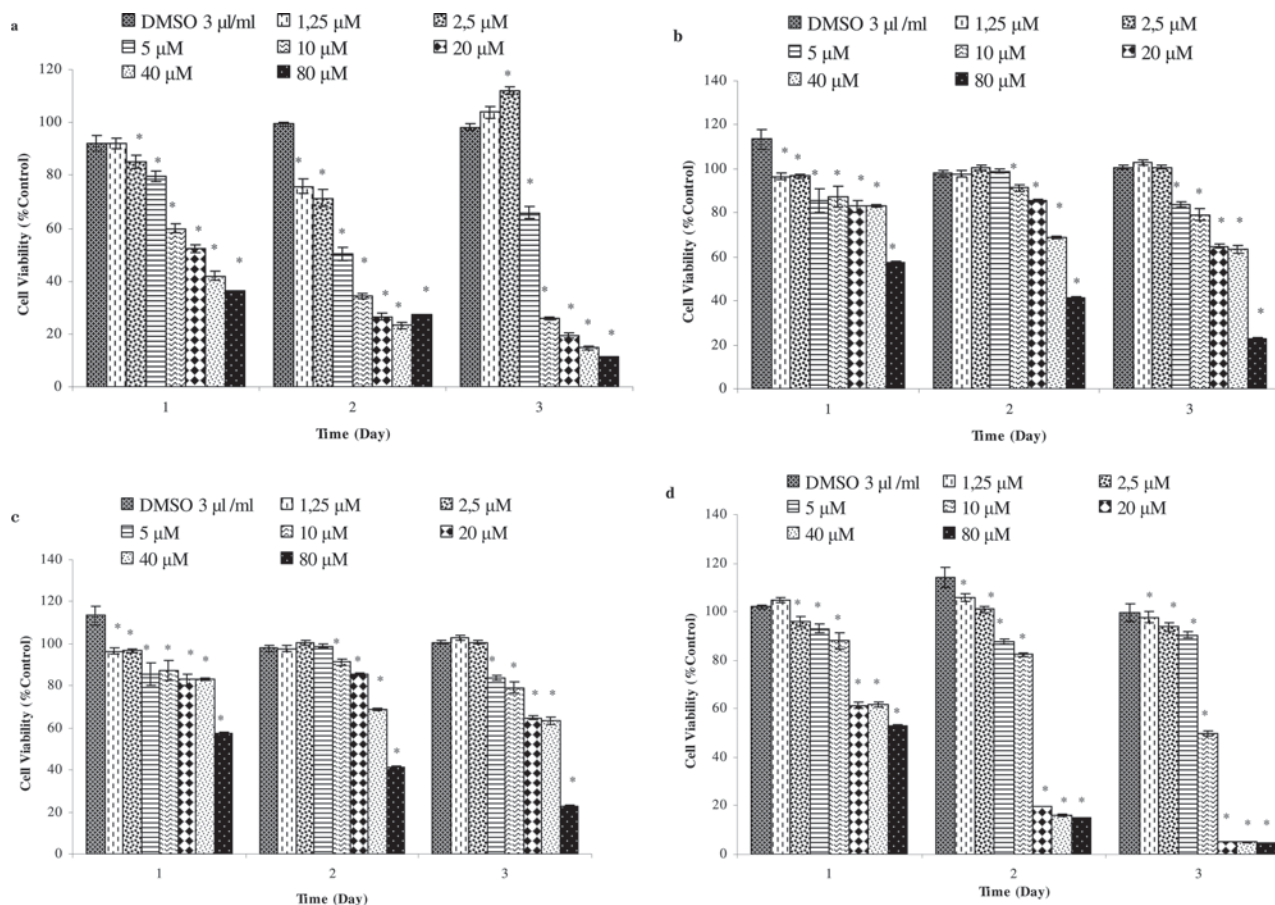 a
DMSO 3 µl/ml 1,25 µM 2,5 µM
5 µM 10 µM 20 µM
40 µM 80 µM
Cell Viability (%Control)
120
100
80
60
40
20
0
* * * * * *
* * * * * * *
* * * * * *
1 2 3
Time (Day)
b
DMSO 3 µl /ml 1,25 µM 2,5 µM
5 µM 10 µM 20 µM
40 µM 80 µM
Cell Viability (%Control)
140
120
100
80
60
40
20
0
* * * * * * *
* * * *
* * * * *
1 2 3
Time (Day)
c
DMSO 3 µl /ml 1,25 µM 2,5 µM
5 µM 10 µM 20 µM
40 µM 80 µM
Cell Viability (%Control)
140
120
100
80
60
40
20
0
* * * * * * *
* * * *
* * * * *
1 2 3
Time (Day)
d
DMSO 3 µl /ml 1,25 µM 2,5 µM
5 µM 10 µM 20 µM
40 µM 80 µM
Cell Viability (%Control)
140
120
100
80
60
40
20
0
* * * * * *
* * * * * * *
* * * * * * *
1 2 3
Time (Day)